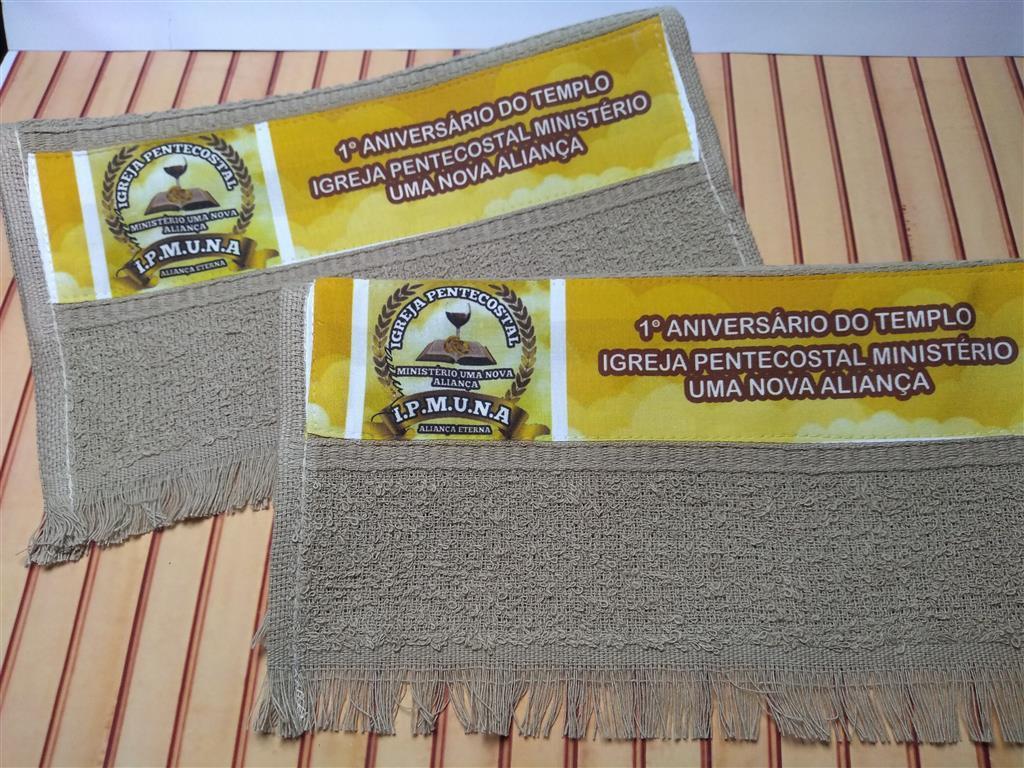 IGREJA PENTECOSTAL
MINISTÉRIO UMA NOVA
ALIANÇA
I.P.M.U.N.A
ALIANÇA ETERNA
1° ANIVERSÁRIO DO TEMPLO
IGREJA PENTECOSTAL MINISTÉRIO
UMA NOVA ALIANÇA
IGREJA PENTECOSTAL
MINISTÉRIO UMA NOVA
ALIANÇA
I.P.M.U.N.A
ALIANÇA ETERNA
1° ANIVERSÁRIO DO TEMPLO
IGREJA PENTECOSTAL MINISTÉRIO
UMA NOVA ALIANÇA